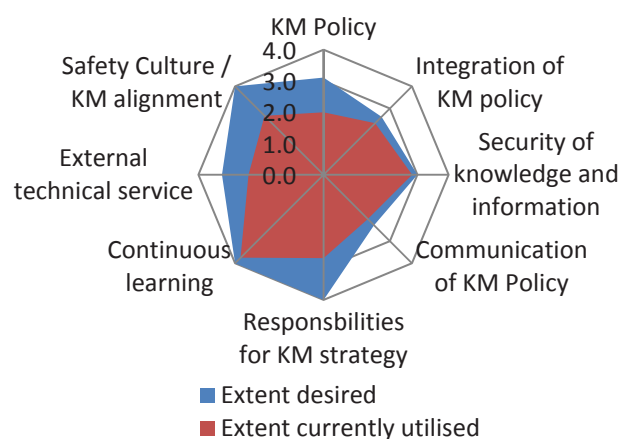 KM Policy
4.0
3.0
2.0
1.0
0.0
Integration of
KM policy
Security of
knowledge and
information
Communication
of KM Policy
Responsbilities
for KM strategy
Continuous
learning
External
technical service
Safety Culture /
KM alignment
Extent desired
Extent currently utilised